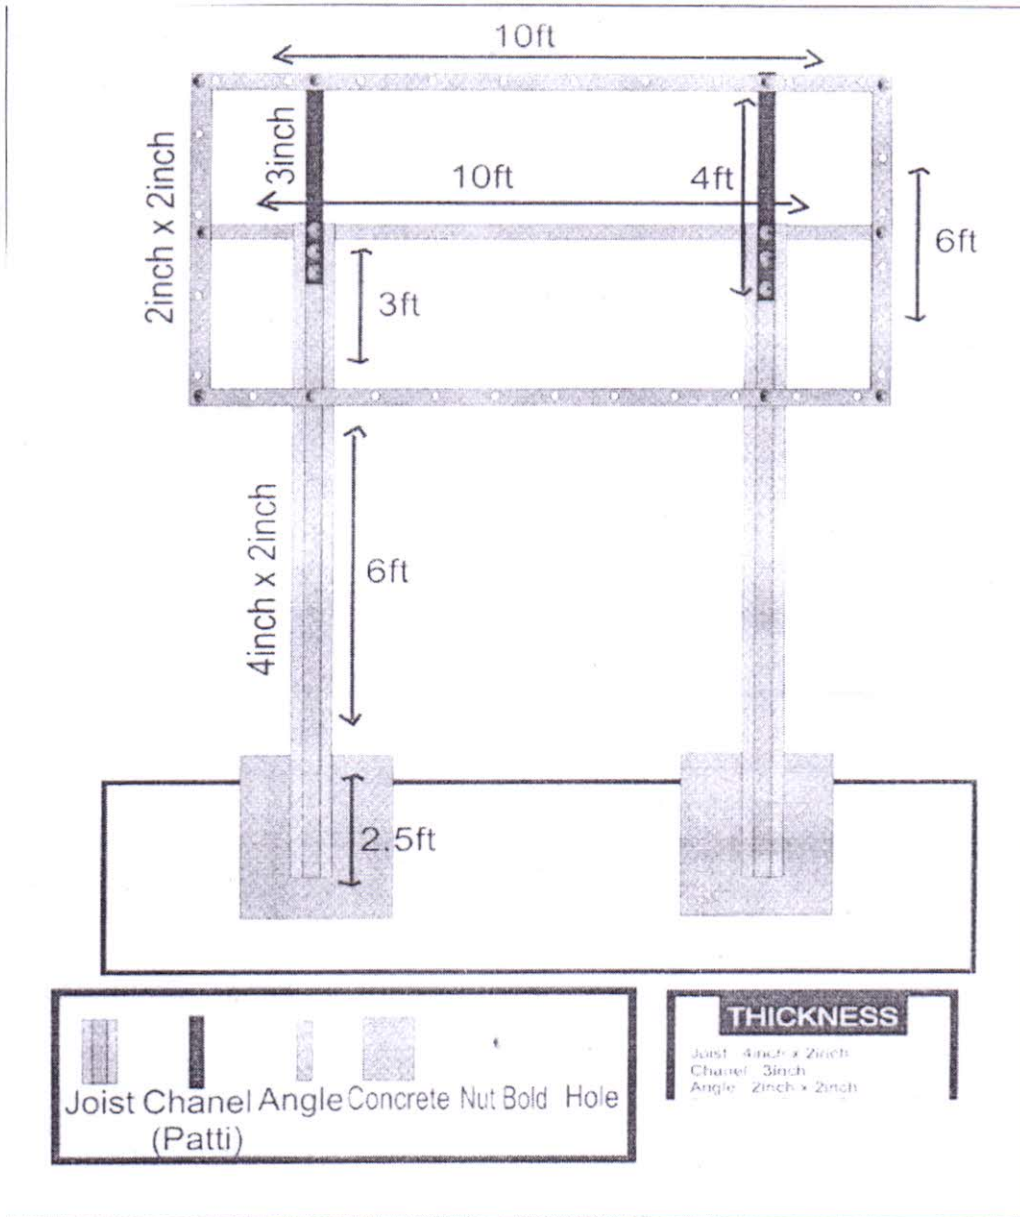 10ft
3inch
10ft
4ft
2inch x 2inch
6ft
3ft
4inch x 2inch
6ft
2.5ft
Joist Chanel Angle Concrete Nut Bold Hole
(Patti)
THICKNESS
Joist 4inch x 2inch
Chanel 3inch
Angle 2inch x 2inch